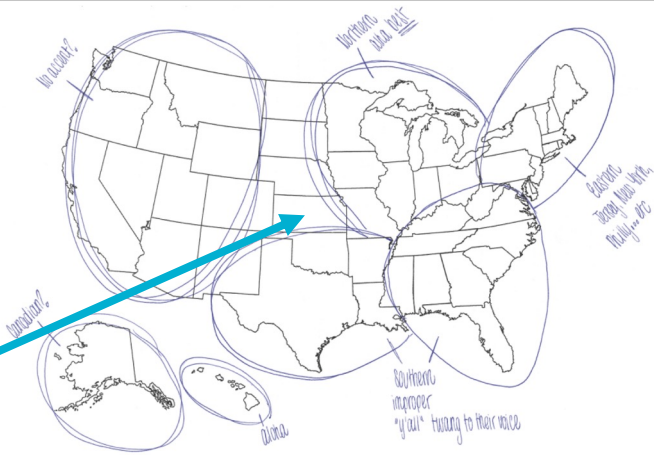 No accent?
Northern
aka best
Eastern
Jersey, New York,
Philly... etc
Canadian?
aloha
Southern
improper
"y'all" twang to their voice